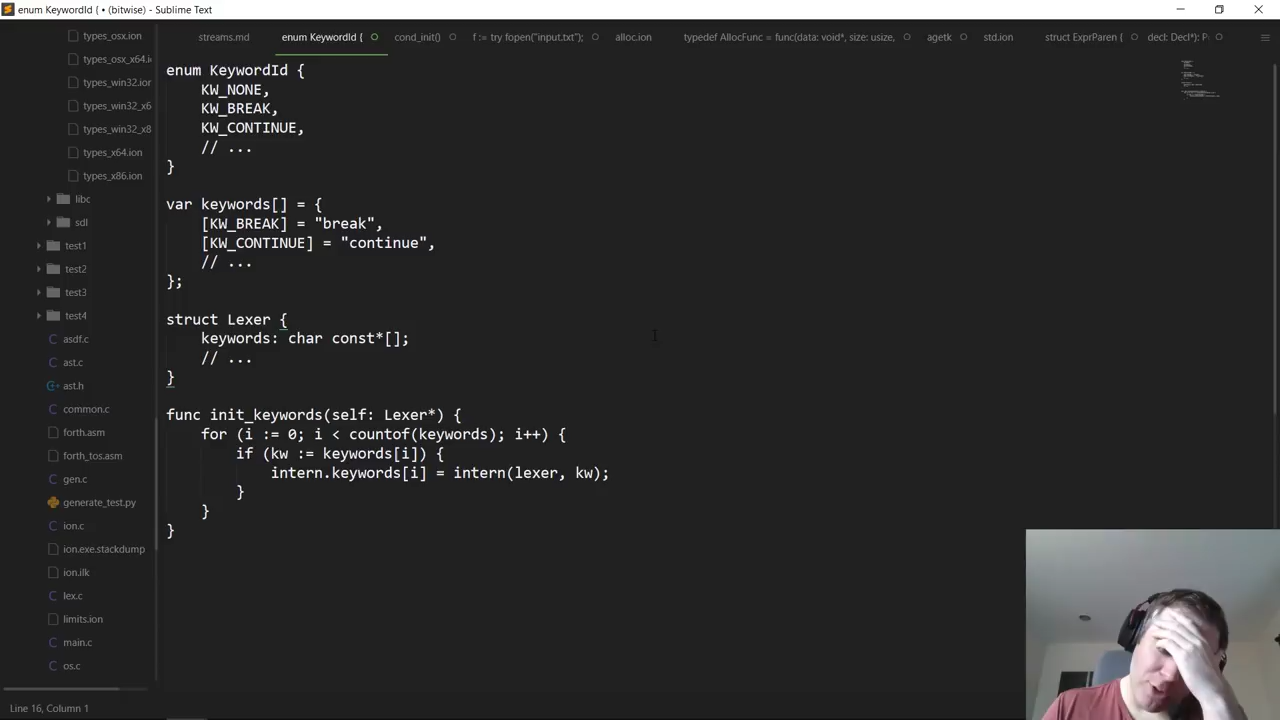 enum KeywordId { • (bitwise) - Sublime Text
types_osx.ion
types_osx_x64.i
types_win32.ion
types_win32_x6
types_win32_x8
types_x64.ion
types_x86.ion
libc
sdl
test1
test2
test3
test4
asdf.c
ast.c
ast.h
common.c
forth.asm
forth_tos.asm
gen.c
generate_test.py
ion.c
ion.exe.stackdump
ion.ilk
lex.c
limits.ion
main.c
os.c
streams.md
enum KeywordId {
cond_init()
f := try fopen("input.txt");
alloc.ion
typedef AllocFunc = func(data: void*, size: usize,
agetk
std.ion
struct ExprParen {
decl: Decl*): P
enum KeywordId {
KW_NONE,
KW_BREAK,
KW_CONTINUE,
// ...
}
var keywords[] = {
[KW_BREAK] = "break",
[KW_CONTINUE] = "continue",
// ...
};
struct Lexer {
keywords: char const*[];
// ...
}
func init_keywords(self: Lexer*) {
for (i := 0; i < countof(keywords); i++) {
if (kw := keywords[i]) {
intern.keywords[i] = intern(lexer, kw);
}
}
}
Line 16, Column 1